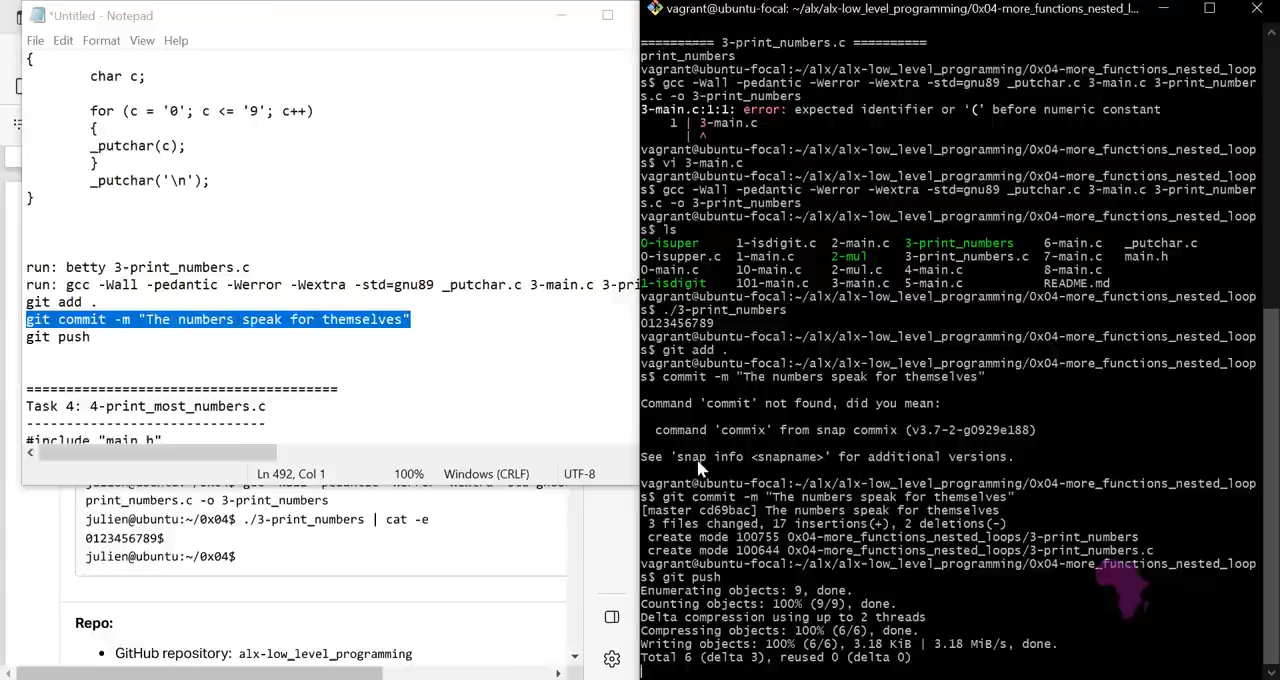 *Untitled - Notepad
File Edit Format View Help
{
char c;
for (c = '0'; c <= '9'; c++)
{
_putchar(c);
}
_putchar('\n');
}
run: betty 3-print_numbers.c
run: gcc -Wall -pedantic -Werror -Wextra -std=gnu89 _putchar.c 3-main.c 3-pri
git add .
git commit -m "The numbers speak for themselves"
git push
=======================================
Task 4: 4-print_most_numbers.c
------------------------------
#include "main.h"
Ln 492, Col 1 100% Windows (CRLF) UTF-8
print_numbers.c -o 3-print_numbers
julien@ubuntu:~/0x04$ ./3-print_numbers | cat -e
0123456789$
julien@ubuntu:~/0x04$
Repo:
• GitHub repository: alx-low_level_programming
vagrant@ubuntu-focal: ~/alx/alx-low_level_programming/0x04-more_functions_nested_l...
========== 3-print_numbers.c ==========
print_numbers
vagrant@ubuntu-focal:~/alx/alx-low_level_programming/0x04-more_functions_nested_loop
s$ gcc -Wall -pedantic -Werror -Wextra -std=gnu89 _putchar.c 3-main.c 3-print_number
s.c -o 3-print_numbers
3-main.c:1:1: error: expected identifier or ‘(’ before numeric constant
1 | 3-main.c
| ^
vagrant@ubuntu-focal:~/alx/alx-low_level_programming/0x04-more_functions_nested_loop
s$ vi 3-main.c
vagrant@ubuntu-focal:~/alx/alx-low_level_programming/0x04-more_functions_nested_loop
s$ gcc -Wall -pedantic -Werror -Wextra -std=gnu89 _putchar.c 3-main.c 3-print_number
s.c -o 3-print_numbers
vagrant@ubuntu-focal:~/alx/alx-low_level_programming/0x04-more_functions_nested_loop
s$ ls
0-isuper 1-isdigit.c 2-main.c 3-print_numbers 6-main.c _putchar.c
0-isupper.c 1-main.c 2-mul 3-print_numbers.c 7-main.c main.h
0-main.c 10-main.c 2-mul.c 4-main.c 8-main.c
1-isdigit 101-main.c 3-main.c 5-main.c README.md
vagrant@ubuntu-focal:~/alx/alx-low_level_programming/0x04-more_functions_nested_loop
s$ ./3-print_numbers
0123456789
vagrant@ubuntu-focal:~/alx/alx-low_level_programming/0x04-more_functions_nested_loop
s$ git add .
vagrant@ubuntu-focal:~/alx/alx-low_level_programming/0x04-more_functions_nested_loop
s$ commit -m "The numbers speak for themselves"
Command 'commit' not found, did you mean:
command 'commix' from snap commix (v3.7-2-g0929e188)
See 'snap info <snapname>' for additional versions.
vagrant@ubuntu-focal:~/alx/alx-low_level_programming/0x04-more_functions_nested_loop
s$ git commit -m "The numbers speak for themselves"
[master cd69bac] The numbers speak for themselves
3 files changed, 17 insertions(+), 2 deletions(-)
create mode 100755 0x04-more_functions_nested_loops/3-print_numbers
create mode 100644 0x04-more_functions_nested_loops/3-print_numbers.c
vagrant@ubuntu-focal:~/alx/alx-low_level_programming/0x04-more_functions_nested_loop
s$ git push
Enumerating objects: 9, done.
Counting objects: 100% (9/9), done.
Delta compression using up to 2 threads
Compressing objects: 100% (6/6), done.
Writing objects: 100% (6/6), 3.18 KiB | 3.18 MiB/s, done.
Total 6 (delta 3), reused 0 (delta 0)